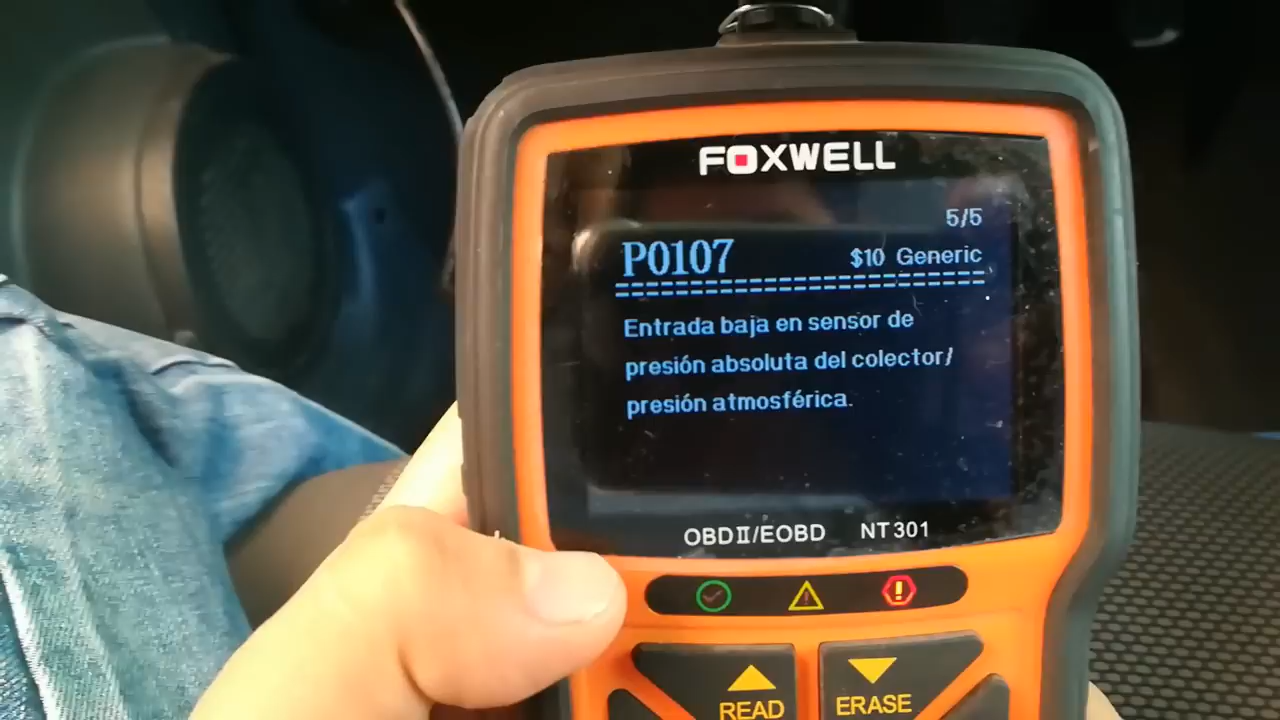 FOXWELL
5/5
P0107 $10 Generic
Entrada baja en sensor de
presión absoluta del colector/
presión atmosférica.
OBDII/EOBD NT301
READ ERASE